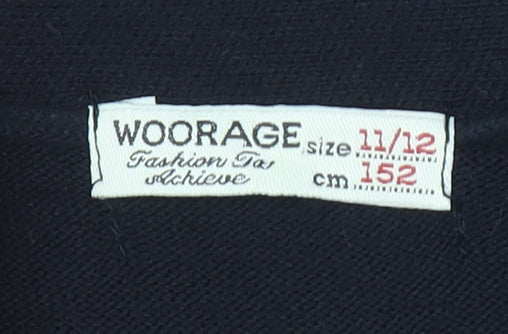 WOORAGE size 11/12
Fashion To
Achieve cm 152